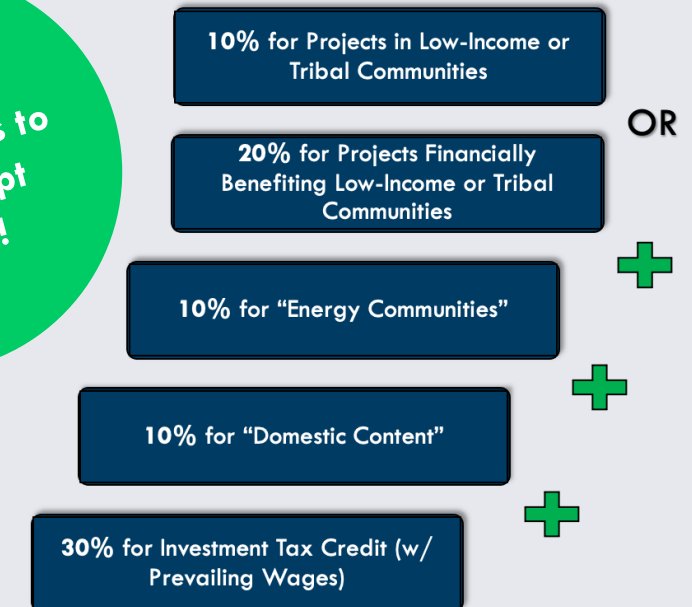 10% for Projects in Low-Income or
Tribal Communities
OR
20% for Projects Financially
Benefiting Low-Income or Tribal
Communities
10% for “Energy Communities”
10% for “Domestic Content”
30% for Investment Tax Credit (w/
Prevailing Wages)
to
!